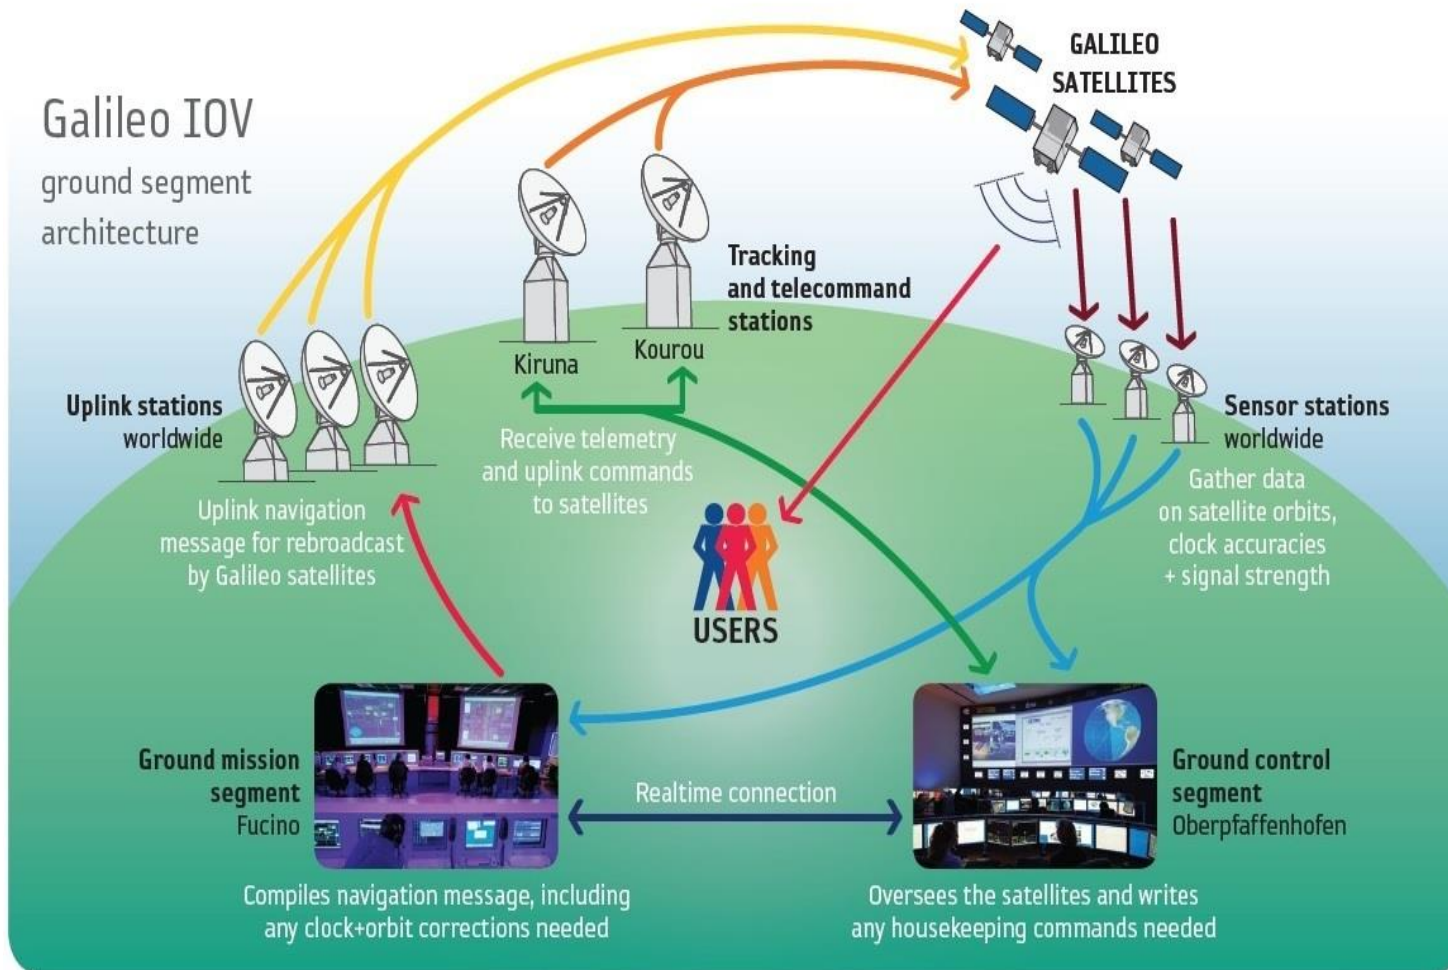 Galileo IOV
ground segment
architecture
GALILEO
SATELLITES
Tracking
and telecommand
stations
Kiruna
Kourou
Uplink stations
worldwide
Sensor stations
worldwide
Receive telemetry
and uplink commands
to satellites
Gather data
on satellite orbits,
clock accuracies
+ signal strength
Uplink navigation
message for rebroadcast
by Galileo satellites
USERS
Ground mission
segment
Fucino
Realtime connection
Ground control
segment
Oberpfaffenhofen
Compiles navigation message, including
any clock+orbit corrections needed
Oversees the satellites and writes
any housekeeping commands needed